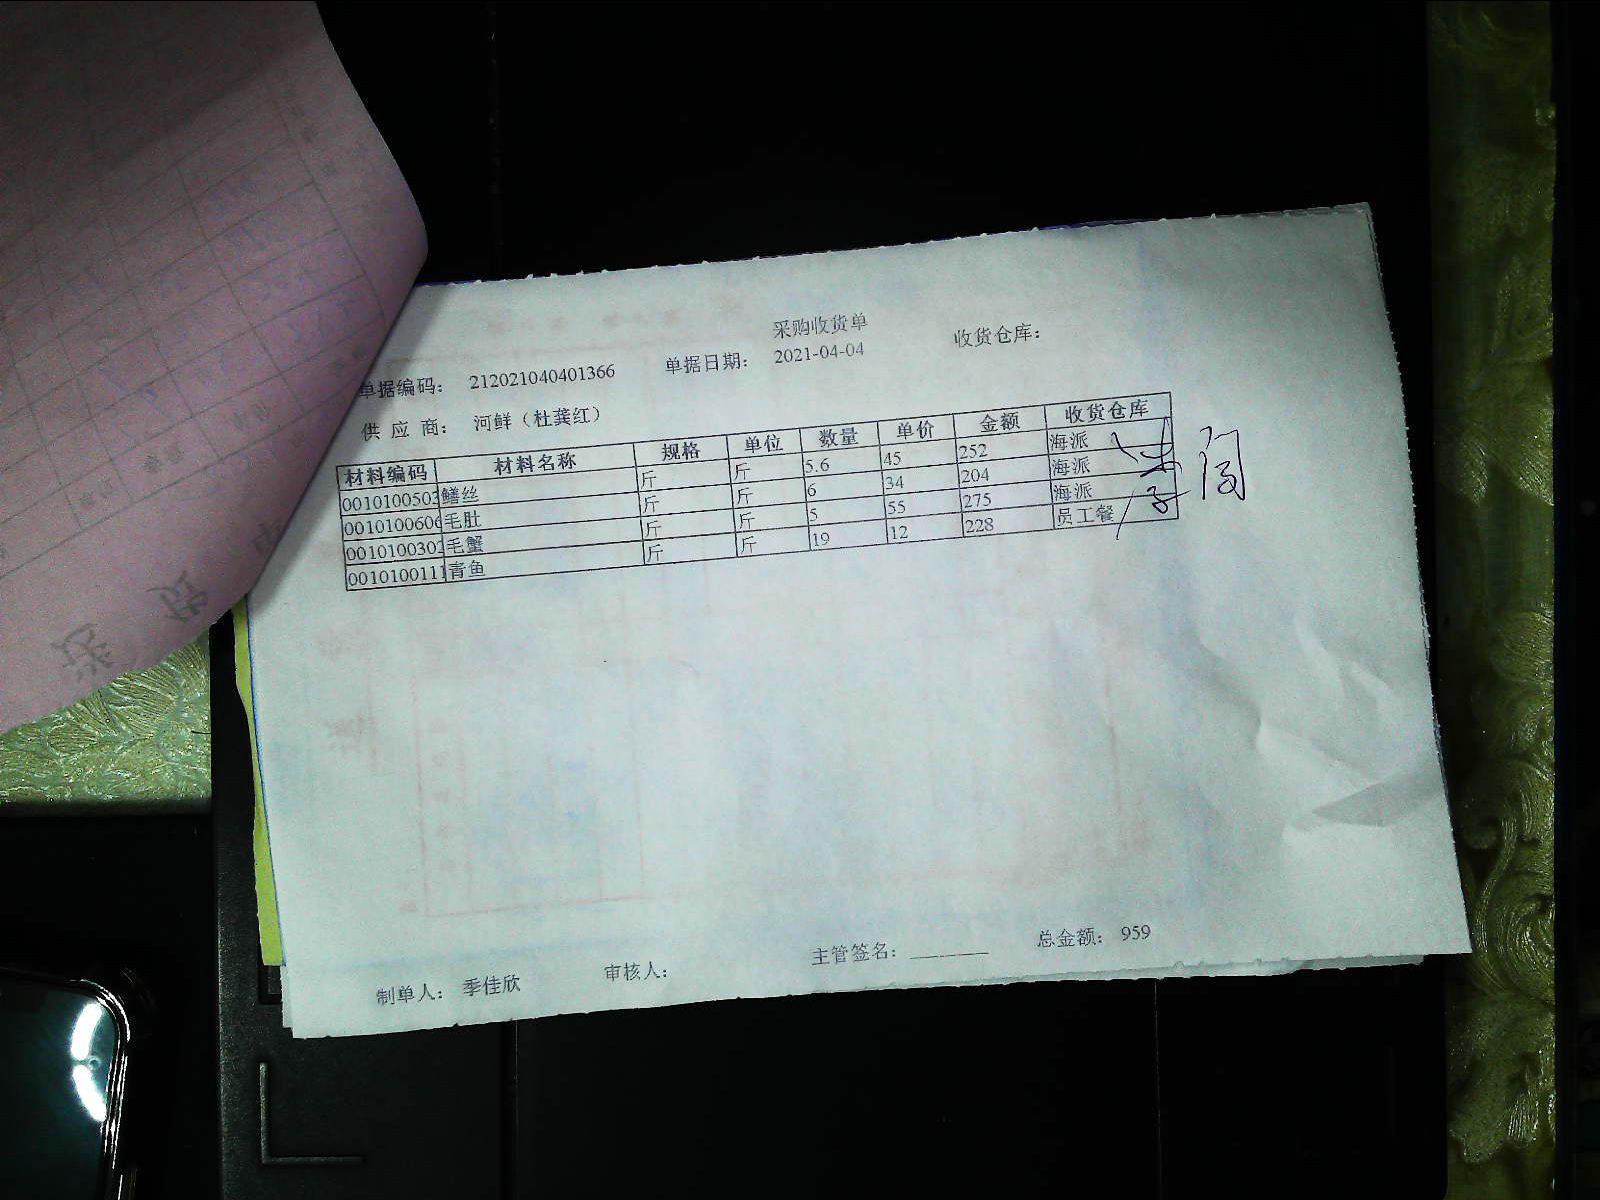 采购收货单
单据编码： 212021040401366 单据日期： 2021-04-04 收货仓库：
供 应 商： 河鲜（杜龚红）
材料编码 材料名称 规格 单位 数量 单价 金额 收货仓库
0010100503 鳝丝 斤 斤 5.6 45 252 海派
0010100606 毛肚 斤 斤 6 34 204 海派
0010100302 毛蟹 斤 斤 5 55 275 海派
0010100111 青鱼 斤 斤 19 12 228 员工餐
制单人： 季佳欣 审核人： 主管签名： 总金额： 959